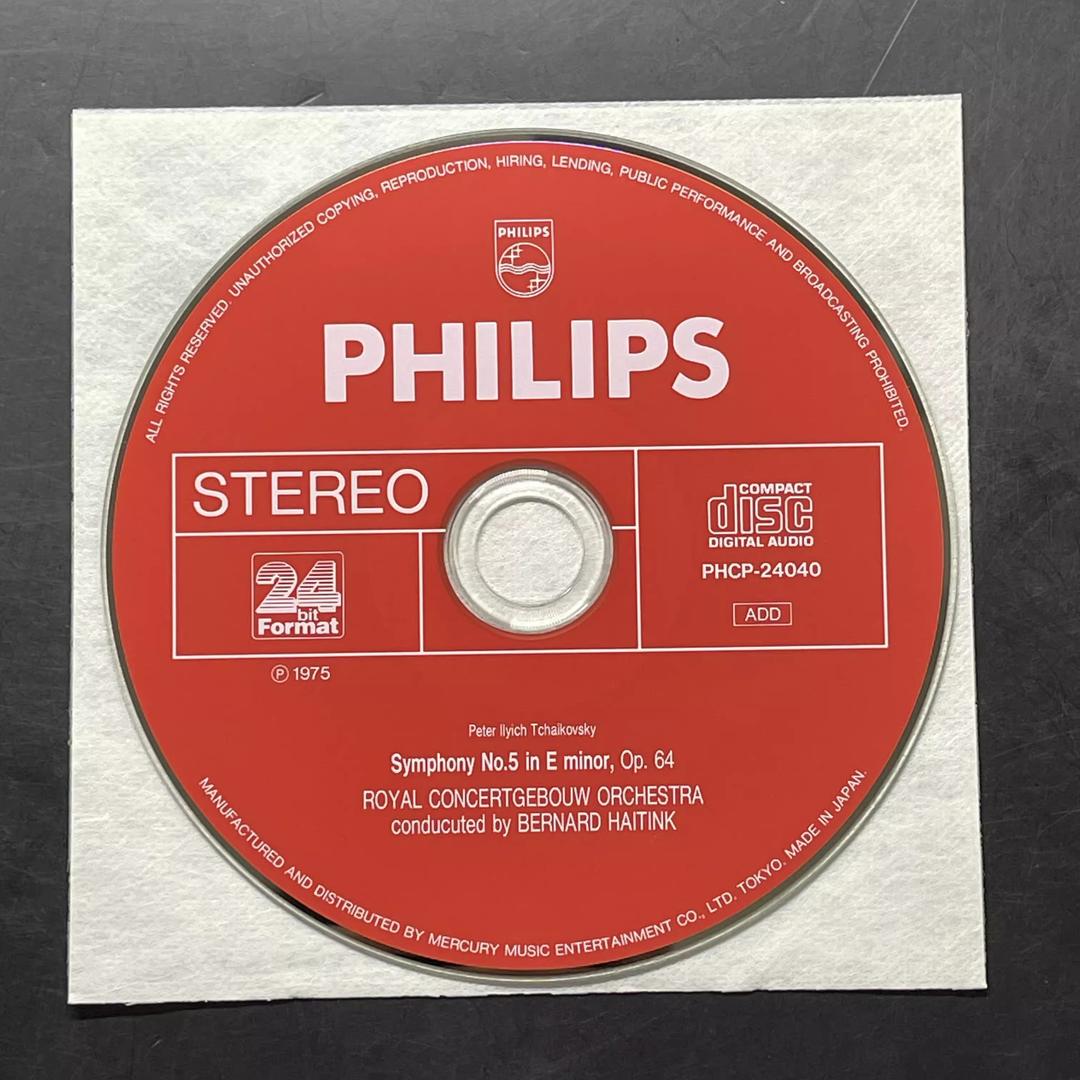 ALL RIGHTS RESERVED. UNAUTHORIZED COPYING, REPRODUCTION, HIRING, LENDING, PUBLIC PERFORMANCE AND BROADCASTING PROHIBITED.
PHILIPS
PHILIPS
STEREO
COMPACT
disc
DIGITAL AUDIO
PHCP-24040
ADD
24
bit
Format
℗ 1975
Peter Ilyich Tchaikovsky
Symphony No.5 in E minor, Op. 64
ROYAL CONCERTGEBOUW ORCHESTRA
conducuted by BERNARD HAITINK
MANUFACTURED AND DISTRIBUTED BY MERCURY MUSIC ENTERTAINMENT CO., LTD. TOKYO. MADE IN JAPAN.